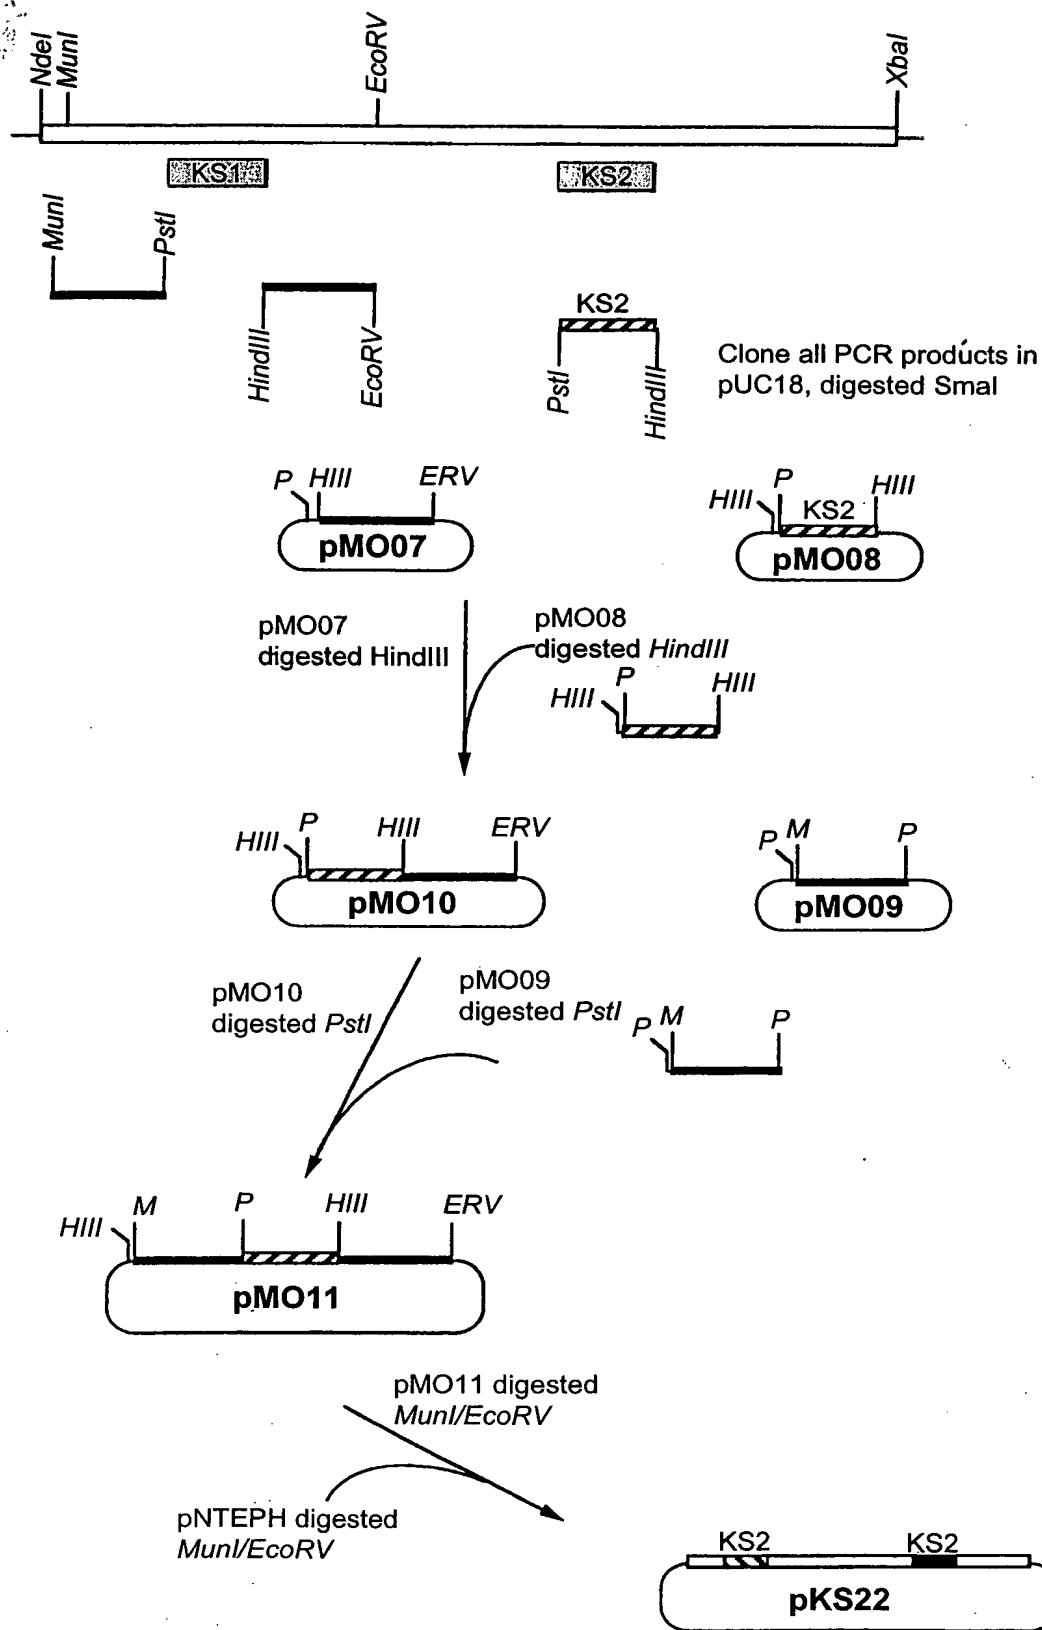 NdeI
MunI
EcoRV
XbaI
KS1
KS2
MunI
PstI
HindIII
EcoRV
KS2
PstI
HindIII
Clone all PCR products in
pUC18, digested SmaI
P HIII ERV
pMO07
HIII P KS2 HIII
pMO08
pMO07
digested HindIII
pMO08
digested HindIII
HIII P HIII
HIII P HIII ERV
pMO10
P M P
pMO09
pMO10
digested PstI
pMO09
digested PstI
P M P
HIII M P HIII ERV
pMO11
pMO11 digested
MunI/EcoRV
pNTEPH digested
MunI/EcoRV
KS2 KS2
pKS22